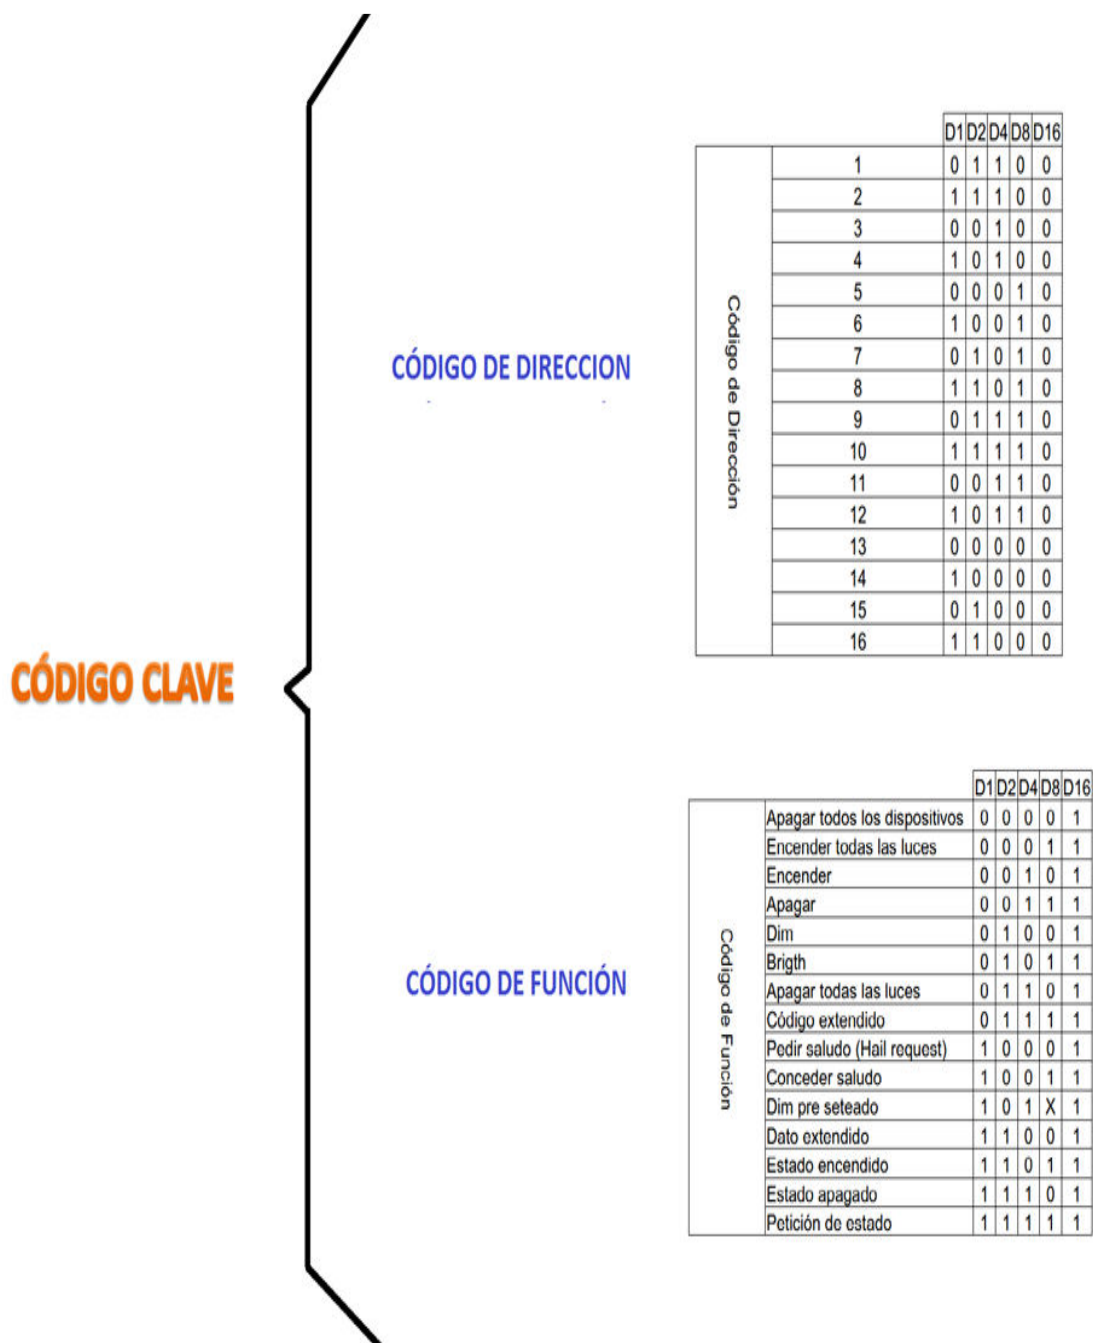 CÓDIGO CLAVE
CÓDIGO DE DIRECCION
D1 D2 D4 D8 D16
Código de Dirección
1 0 1 1 0 0
2 1 1 1 0 0
3 0 0 1 0 0
4 1 0 1 0 0
5 0 0 0 1 0
6 1 0 0 1 0
7 0 1 0 1 0
8 1 1 0 1 0
9 0 1 1 1 0
10 1 1 1 1 0
11 0 0 1 1 0
12 1 0 1 1 0
13 0 0 0 0 0
14 1 0 0 0 0
15 0 1 0 0 0
16 1 1 0 0 0
CÓDIGO DE FUNCIÓN
D1 D2 D4 D8 D16
Código de Función
Apagar todos los dispositivos 0 0 0 0 1
Encender todas las luces 0 0 0 1 1
Encender 0 0 1 0 1
Apagar 0 0 1 1 1
Dim 0 1 0 0 1
Brigth 0 1 0 1 1
Apagar todas las luces 0 1 1 0 1
Código extendido 0 1 1 1 1
Pedir saludo (Hail request) 1 0 0 0 1
Conceder saludo 1 0 0 1 1
Dim pre seteado 1 0 1 X 1
Dato extendido 1 1 0 0 1
Estado encendido 1 1 0 1 1
Estado apagado 1 1 1 0 1
Petición de estado 1 1 1 1 1